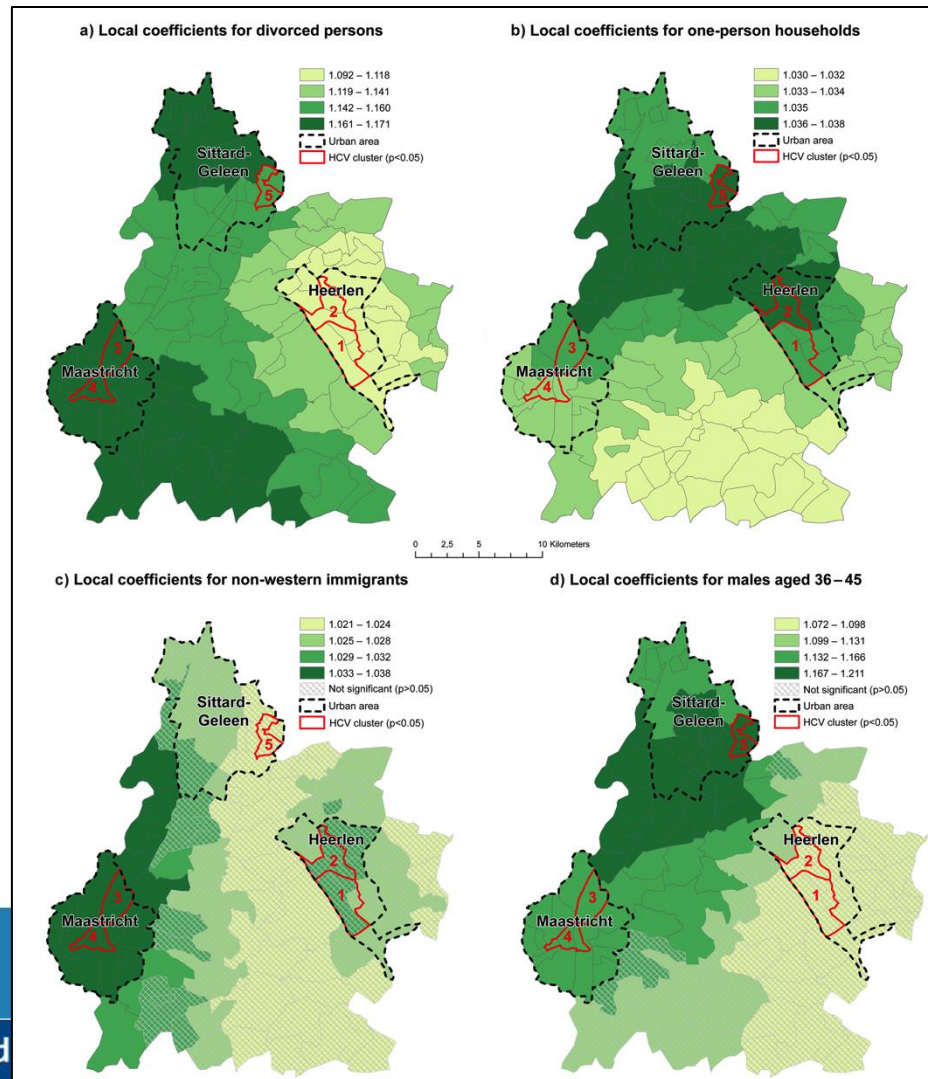 a) Local coefficients for divorced persons
1.092 – 1.118
1.119 – 1.141
1.142 – 1.160
1.161 – 1.171
Urban area
HCV cluster (p<0.05)
Sittard-
Geleen
5
Heerlen
2
1
3
Maastricht
4
b) Local coefficients for one-person households
1.030 – 1.032
1.033 – 1.034
1.035
1.036 – 1.038
Urban area
HCV cluster (p<0.05)
Sittard-
Geleen
5
Heerlen
2
1
3
Maastricht
4
0 2,5 5 10 Kilometers
c) Local coefficients for non-western immigrants
1.021 – 1.024
1.025 – 1.028
1.029 – 1.032
1.033 – 1.038
Not significant (p>0.05)
Urban area
HCV cluster (p<0.05)
Sittard-
Geleen
5
Heerlen
2
1
3
Maastricht
4
d) Local coefficients for males aged 36 – 45
1.072 – 1.098
1.099 – 1.131
1.132 – 1.166
1.167 – 1.211
Not significant (p>0.05)
Urban area
HCV cluster (p<0.05)
Sittard-
Geleen
5
Heerlen
2
1
3
Maastricht
4
d